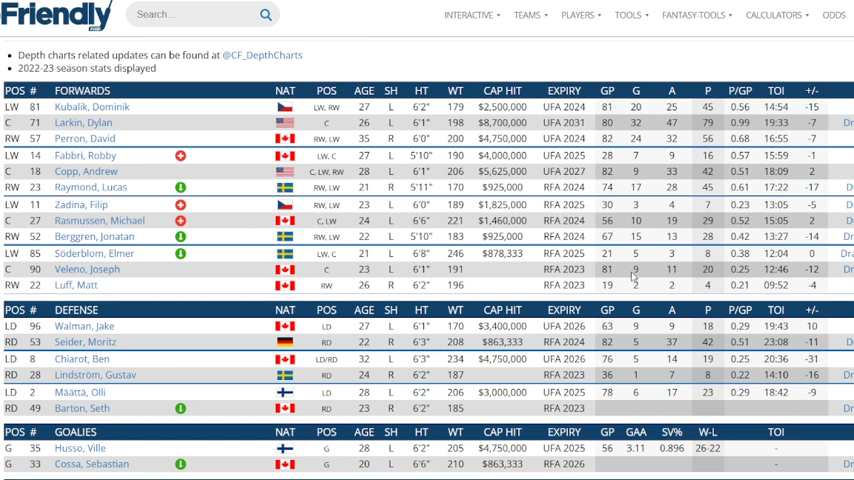 Friendly
Search...
INTERACTIVE TEAMS PLAYERS TOOLS FANTASY-TOOLS CALCULATORS ODDS
Depth charts related updates can be found at @CF_DepthCharts
2022-23 season stats displayed
POS # FORWARDS NAT POS AGE SH HT WT CAP HIT EXPIRY GP G A P P/GP TOI +/-
LW 81 Kubalik, Dominik LW, RW 27 L 6'2" 179 $2,500,000 UFA 2024 81 20 25 45 0.56 14:54 -15
C 71 Larkin, Dylan C 26 L 6'1" 198 $8,700,000 UFA 2031 80 32 47 79 0.99 19:33 -7 Dr
RW 57 Perron, David RW, LW 35 R 6'0" 200 $4,750,000 UFA 2024 82 24 32 56 0.68 16:55 -7
LW 14 Fabbri, Robby LW, C 27 L 5'10" 190 $4,000,000 UFA 2025 28 7 9 16 0.57 15:59 -1
C 18 Copp, Andrew C, LW, RW 28 L 6'1" 206 $5,625,000 UFA 2027 82 9 33 42 0.51 18:09 2
RW 23 Raymond, Lucas LW, RW 21 R 5'11" 170 $925,000 RFA 2024 74 17 28 45 0.61 17:22 -17 D
LW 11 Zadina, Filip RW, LW 23 L 6'0" 189 $1,825,000 RFA 2025 30 3 4 7 0.23 13:05 -5 D
C 27 Rasmussen, Michael C, LW 24 L 6'6" 221 $1,460,000 RFA 2024 56 10 19 29 0.52 15:05 2 Dr
RW 52 Berggren, Jonatan RW, LW 22 L 5'10" 183 $925,000 RFA 2024 67 15 13 28 0.42 13:27 -14 D
LW 85 Söderblom, Elmer LW, C 21 L 6'8" 246 $878,333 RFA 2025 21 5 3 8 0.38 12:04 0 Dra
C 90 Veleno, Joseph C 23 L 6'1" 191 RFA 2023 81 9 11 20 0.25 12:46 -12 Dr
RW 22 Luff, Matt RW 26 R 6'2" 196 RFA 2023 19 2 2 4 0.21 09:52 -4
POS # DEFENSE NAT POS AGE SH HT WT CAP HIT EXPIRY GP G A P P/GP TOI +/-
LD 96 Walman, Jake LD 27 L 6'1" 170 $3,400,000 UFA 2026 63 9 9 18 0.29 19:43 10
RD 53 Seider, Moritz RD 22 R 6'3" 208 $863,333 RFA 2024 82 5 37 42 0.51 23:08 -11 D
LD 8 Chiarot, Ben LD/RD 32 L 6'3" 234 $4,750,000 UFA 2026 76 5 14 19 0.25 20:36 -31
RD 28 Lindström, Gustav RD 24 R 6'2" 187 RFA 2023 36 1 7 8 0.22 14:10 -16 Dr
LD 2 Määttä, Olli LD 28 L 6'2" 206 $3,000,000 UFA 2025 78 6 17 23 0.29 18:42 -9
RD 49 Barton, Seth RD 23 R 6'2" 185 RFA 2023 Dr
POS # GOALIES NAT POS AGE SH HT WT CAP HIT EXPIRY GP GAA SV% W-L TOI
G 35 Husso, Ville G 28 L 6'2" 205 $4,750,000 UFA 2025 56 3.11 0.896 26-22 -
G 33 Cossa, Sebastian G 20 L 6'6" 210 $863,333 RFA 2026 - Dr